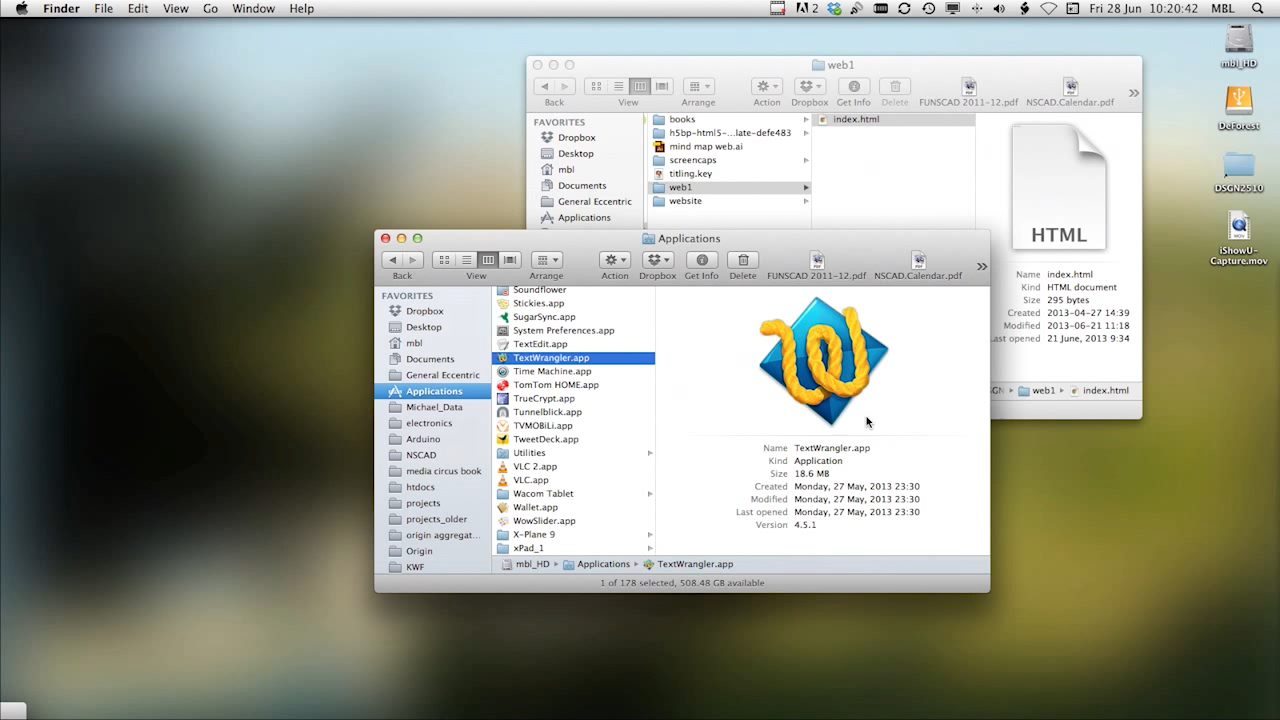 Finder File Edit View Go Window Help 2 Fri 28 Jun 10:20:42 MBL
mbl_HD
DeForest
DSGN2510
iShowU-
Capture.mov
web1
Back View Arrange Action Dropbox Get Info Delete FUNSCAD 2011-12.pdf NSCAD.Calendar.pdf
FAVORITES
Dropbox
Desktop
mbl
Documents
General Eccentric
Applications
books
h5bp-html5-...late-defe483
mind map web.ai
screencaps
titling.key
web1
website
index.html
HTML
Name index.html
Kind HTML document
Size 295 bytes
Created 2013-04-27 14:39
Modified 2013-06-21 11:18
Last opened 21 June, 2013 9:34
web1 index.html
Applications
Back View Arrange Action Dropbox Get Info Delete FUNSCAD 2011-12.pdf NSCAD.Calendar.pdf
FAVORITES
Dropbox
Desktop
mbl
Documents
General Eccentric
Applications
Michael_Data
electronics
Arduino
NSCAD
media circus book
htdocs
projects
projects_older
origin aggregat...
Origin
KWF
Soundflower
Stickies.app
SugarSync.app
System Preferences.app
TextEdit.app
TextWrangler.app
Time Machine.app
TomTom HOME.app
TrueCrypt.app
Tunnelblick.app
TVMOBiLi.app
TweetDeck.app
Utilities
VLC 2.app
VLC.app
Wacom Tablet
Wallet.app
WowSlider.app
X-Plane 9
xPad_1
Name TextWrangler.app
Kind Application
Size 18.6 MB
Created Monday, 27 May, 2013 23:30
Modified Monday, 27 May, 2013 23:30
Last opened Monday, 27 May, 2013 23:30
Version 4.5.1
mbl_HD Applications TextWrangler.app
1 of 178 selected, 508.48 GB available